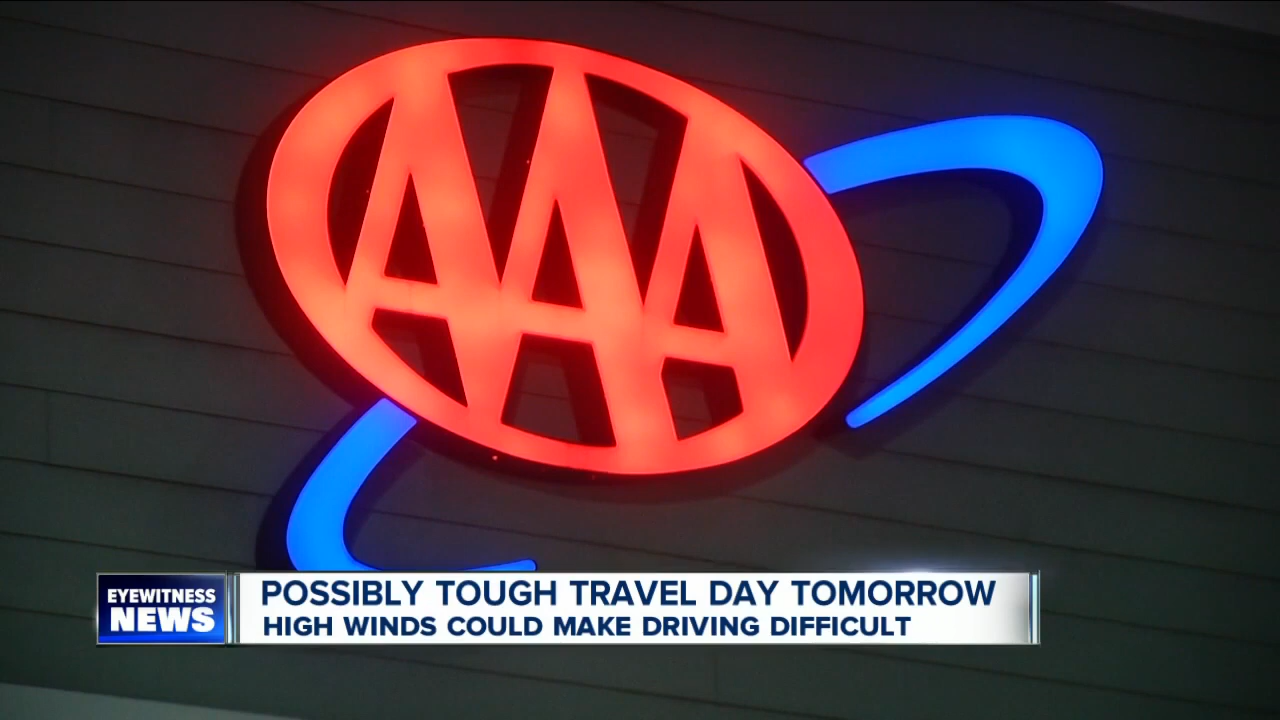 AAA
EYEWITNESS
NEWS
POSSIBLY TOUGH TRAVEL DAY TOMORROW
HIGH WINDS COULD MAKE DRIVING DIFFICULT